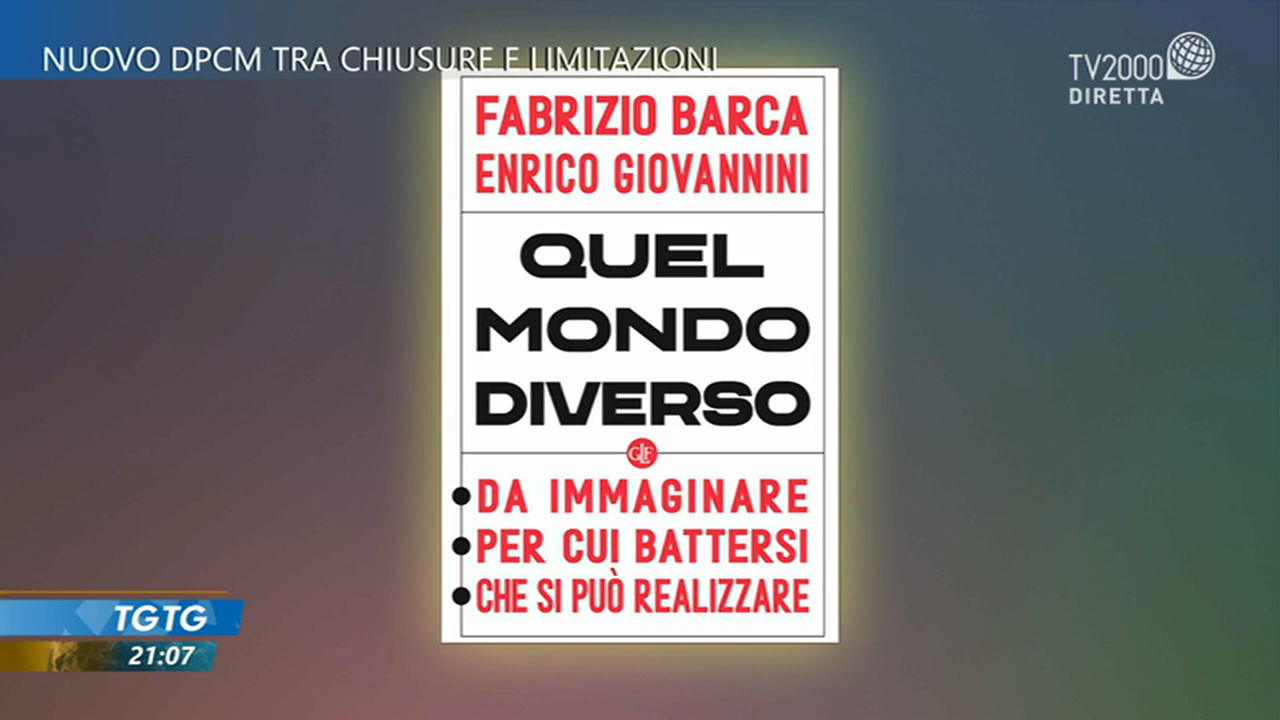 NUOVO DPCM TRA CHIUSURE E LIMITAZIONI
TV2000
DIRETTA
FABRIZIO BARCA
ENRICO GIOVANNINI
QUEL
MONDO
DIVERSO
GLF
DA IMMAGINARE
PER CUI BATTERSI
CHE SI PUÒ REALIZZARE
TGTG
21:07